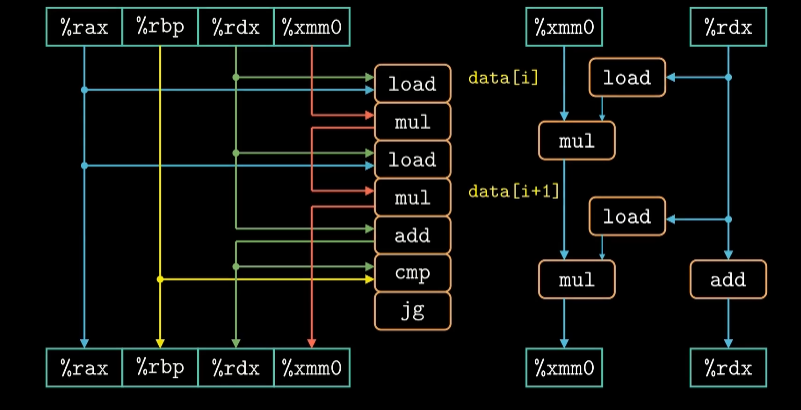 %rax %rbp %rdx %xmm0
%xmm0 %rdx
load
data[i]
load
mul
mul
load
mul
data[i+1]
load
add
cmp
mul
add
jg
%rax %rbp %rdx %xmm0
%xmm0 %rdx